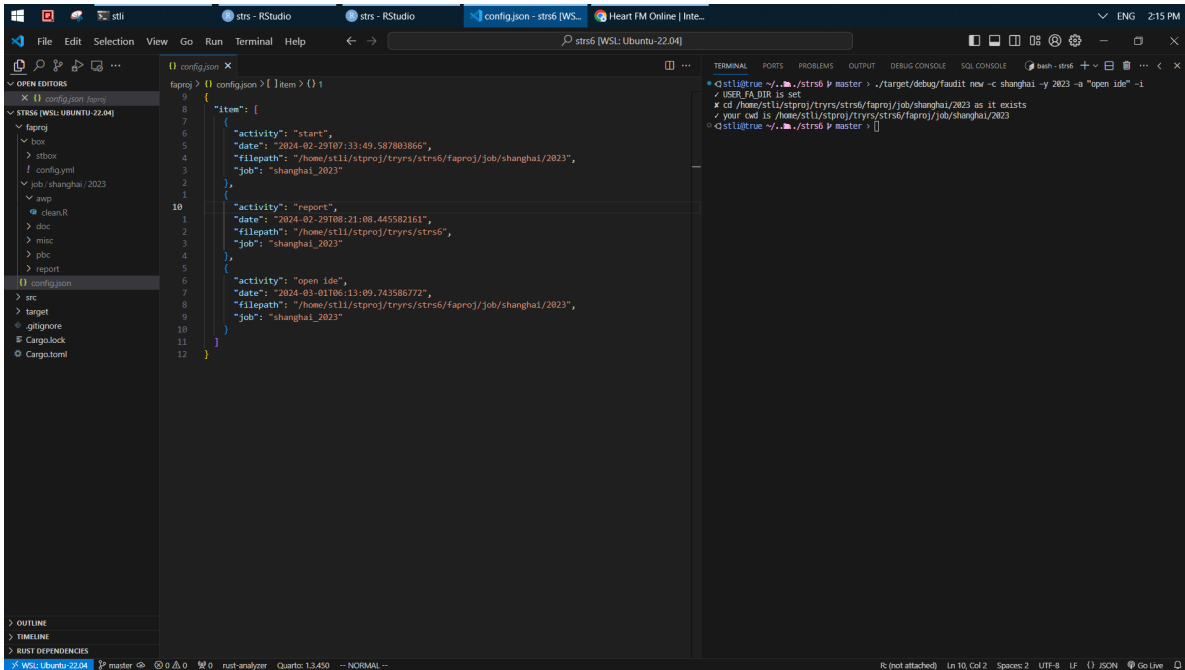 stli
strs - RStudio
strs - RStudio
config.json - strs6 [WS...
Heart FM Online | Inte...
ENG 2:15 PM
File Edit Selection View Go Run Terminal Help
strs6 [WSL: Ubuntu-22.04]
OPEN EDITORS
config.json faproj
STRS6 [WSL: UBUNTU-22.04]
faproj
box
stbox
config.yml
job / shanghai / 2023
awp
clean.R
doc
misc
pbc
report
config.json
src
target
.gitignore
Cargo.lock
Cargo.toml
OUTLINE
TIMELINE
RUST DEPENDENCIES
config.json
faproj > {} config.json > [ ] item > {} 1
9 {
8 "item": [
7 {
6 "activity": "start",
5 "date": "2024-02-29T07:33:49.587803866",
4 "filepath": "/home/stli/stproj/tryrs/strs6/faproj/job/shanghai/2023",
3 "job": "shanghai_2023"
2 },
1 {
10 "activity": "report",
1 "date": "2024-02-29T08:21:08.445582161",
2 "filepath": "/home/stli/stproj/tryrs/strs6",
3 "job": "shanghai_2023"
4 },
5 {
6 "activity": "open ide",
7 "date": "2024-03-01T06:13:09.743586772",
8 "filepath": "/home/stli/stproj/tryrs/strs6/faproj/job/shanghai/2023",
9 "job": "shanghai_2023"
10 }
11 ]
12 }
TERMINAL PORTS PROBLEMS OUTPUT DEBUG CONSOLE SQL CONSOLE bash - strs6
stli@true ~/../strs6 master > ./target/debug/faudit new -c shanghai -y 2023 -a "open ide" -i
✓ USER_FA_DIR is set
✗ cd /home/stli/stproj/tryrs/strs6/faproj/job/shanghai/2023 as it exists
✓ your cwd is /home/stli/stproj/tryrs/strs6/faproj/job/shanghai/2023
stli@true ~/../strs6 master >
WSL: Ubuntu-22.04 master 0 0 0 rust-analyzer Quarto: 1.3.450 -- NORMAL -- R: (not attached) Ln 10, Col 2 Spaces: 2 UTF-8 LF {} JSON Go Live